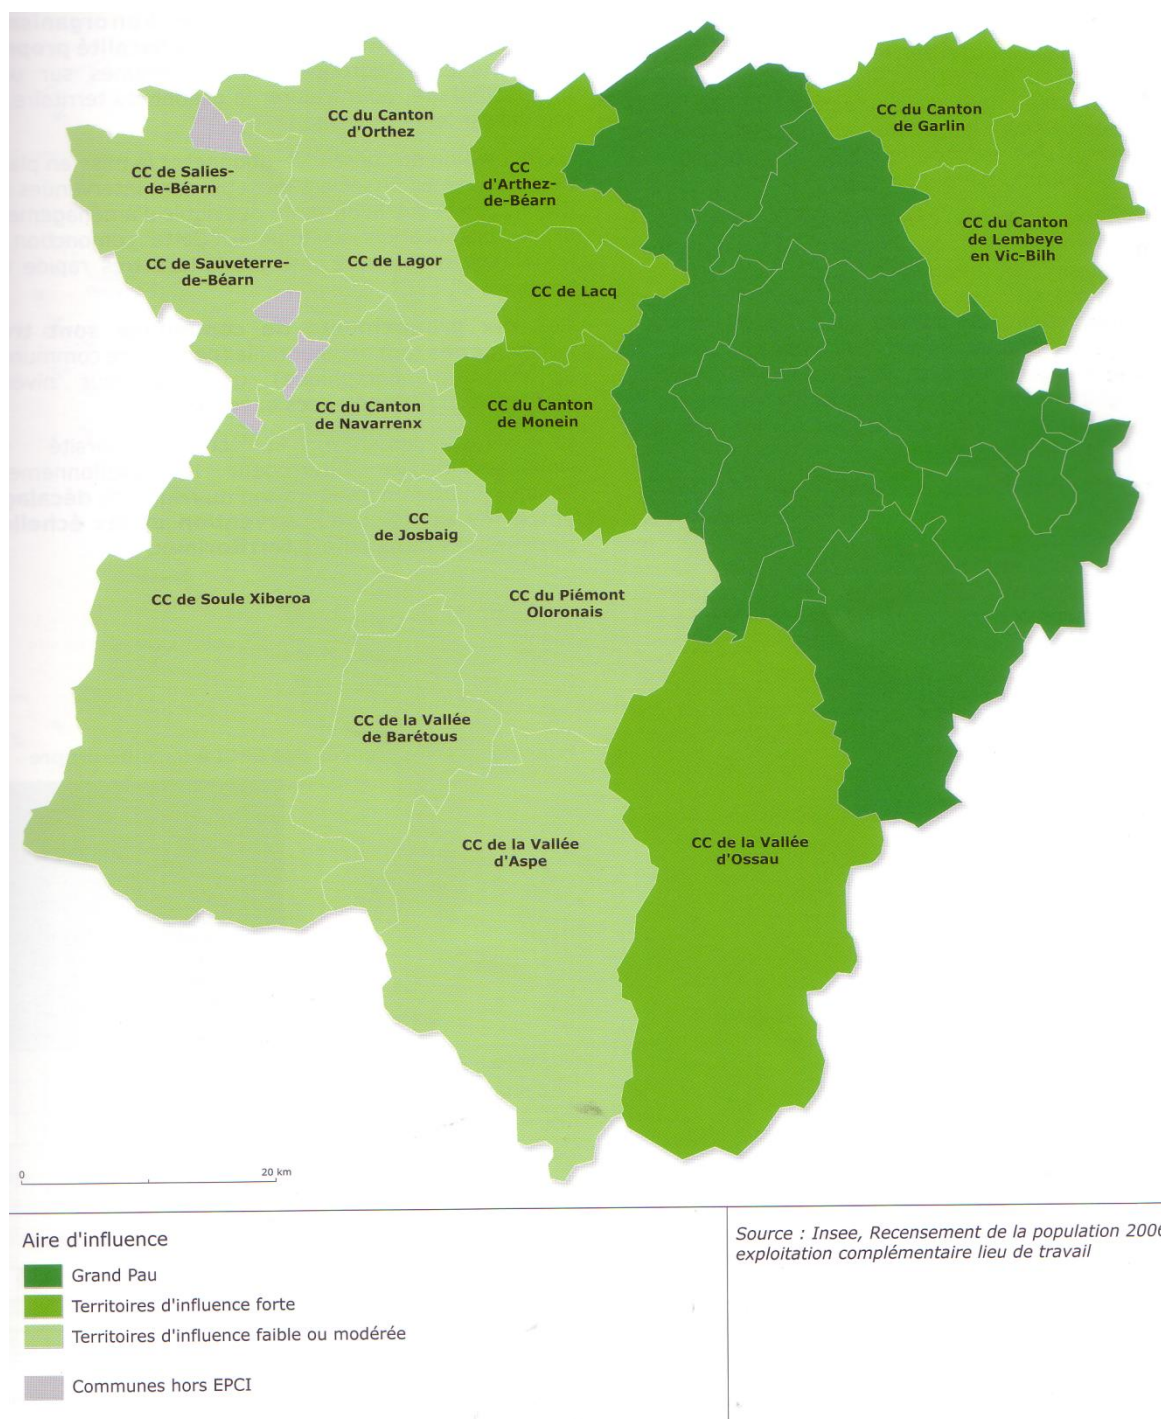 CC du Canton
d'Orthez
CC du Canton
de Garlin
CC de Salies-
de-Béarn
CC
d'Arthez-
de-Béarn
CC du Canton
de Lembeye
en Vic-Bilh
CC de Sauveterre-
de-Béarn
CC de Lagor
CC de Lacq
CC du Canton
de Navarrenx
CC du Canton
de Monein
CC
de Josbaig
CC de Soule Xiberoa
CC du Piémont
Oloronais
CC de la Vallée
de Barétous
CC de la Vallée
d'Aspe
CC de la Vallée
d'Ossau
0
20 km
Aire d'influence
Grand Pau
Territoires d'influence forte
Territoires d'influence faible ou modérée
Communes hors EPCI
Source : Insee, Recensement de la population 2006
exploitation complémentaire lieu de travail